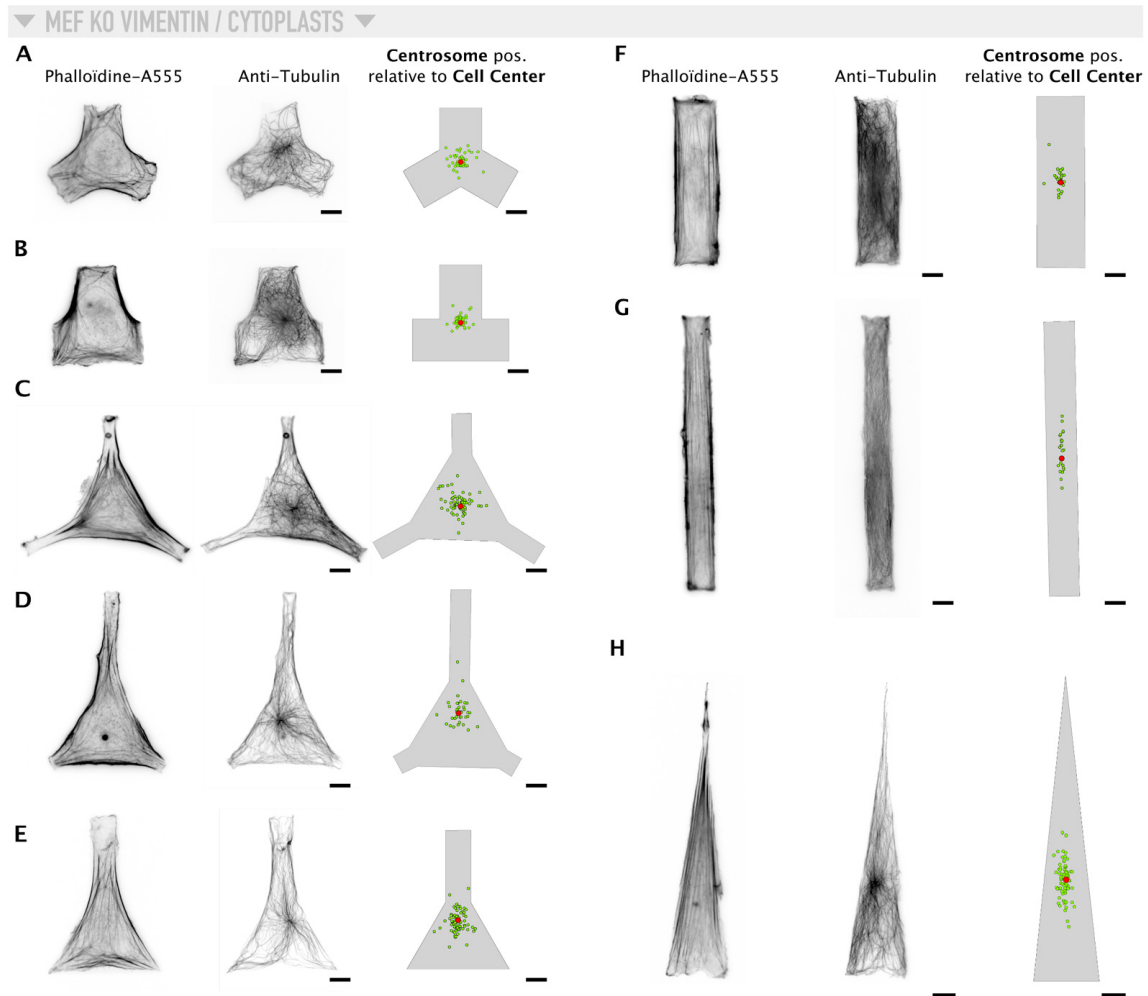 MEF KO VIMENTIN / CYTOPLASTS
A
Phalloïdine-A555
Anti-Tubulin
Centrosome pos.
relative to Cell Center
B
C
D
E
F
Phalloïdine-A555
Anti-Tubulin
Centrosome pos.
relative to Cell Center
G
H